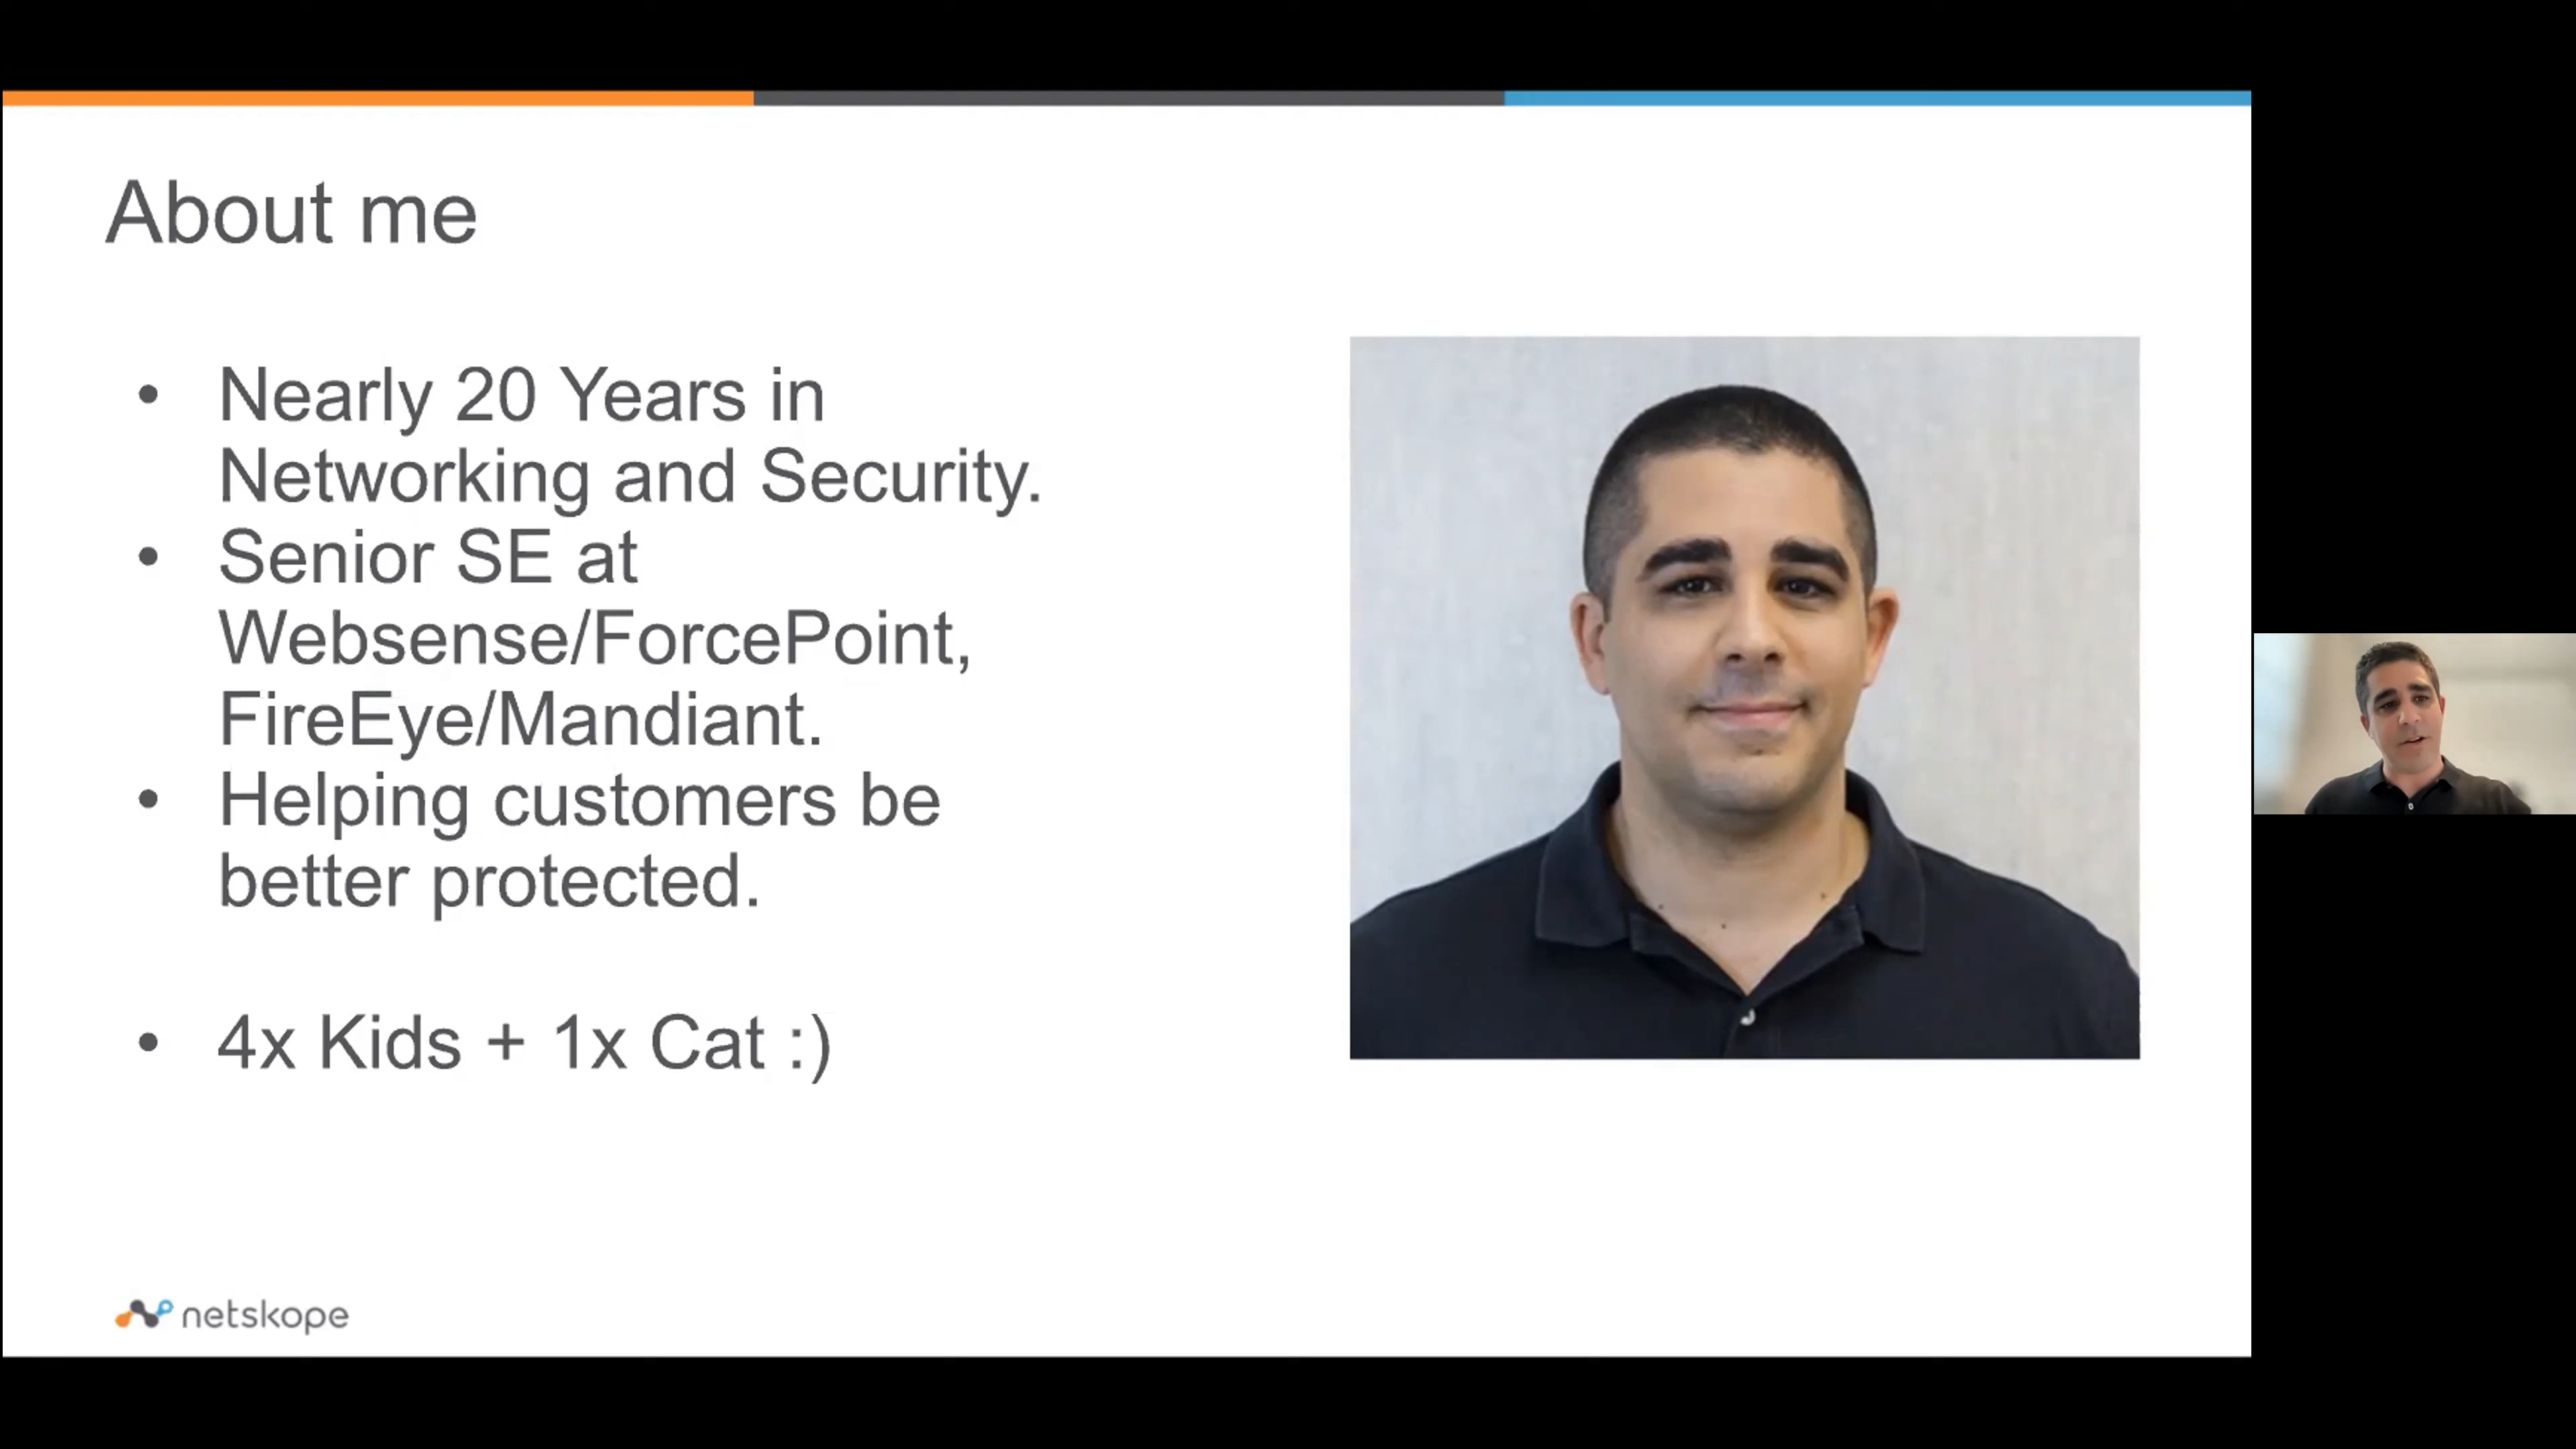 About me
• Nearly 20 Years in
Networking and Security.
• Senior SE at
Websense/ForcePoint,
FireEye/Mandiant.
• Helping customers be
better protected.
• 4x Kids + 1x Cat :)
netskope